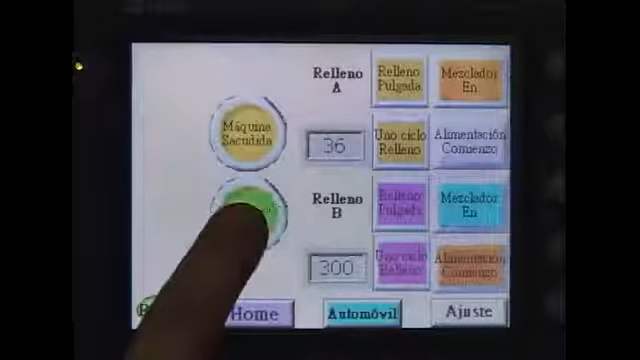 Relleno
A
Relleno
Pulgada
Mezclador
En
Máquina
Sacudida
36
Uno ciclo
Relleno
Alimentación
Comienzo
Relleno
B
Relleno
Pulgada
Mezclador
En
300
Uno ciclo
Relleno
Alimentación
Comienzo
Home
Automóvil
Ajuste